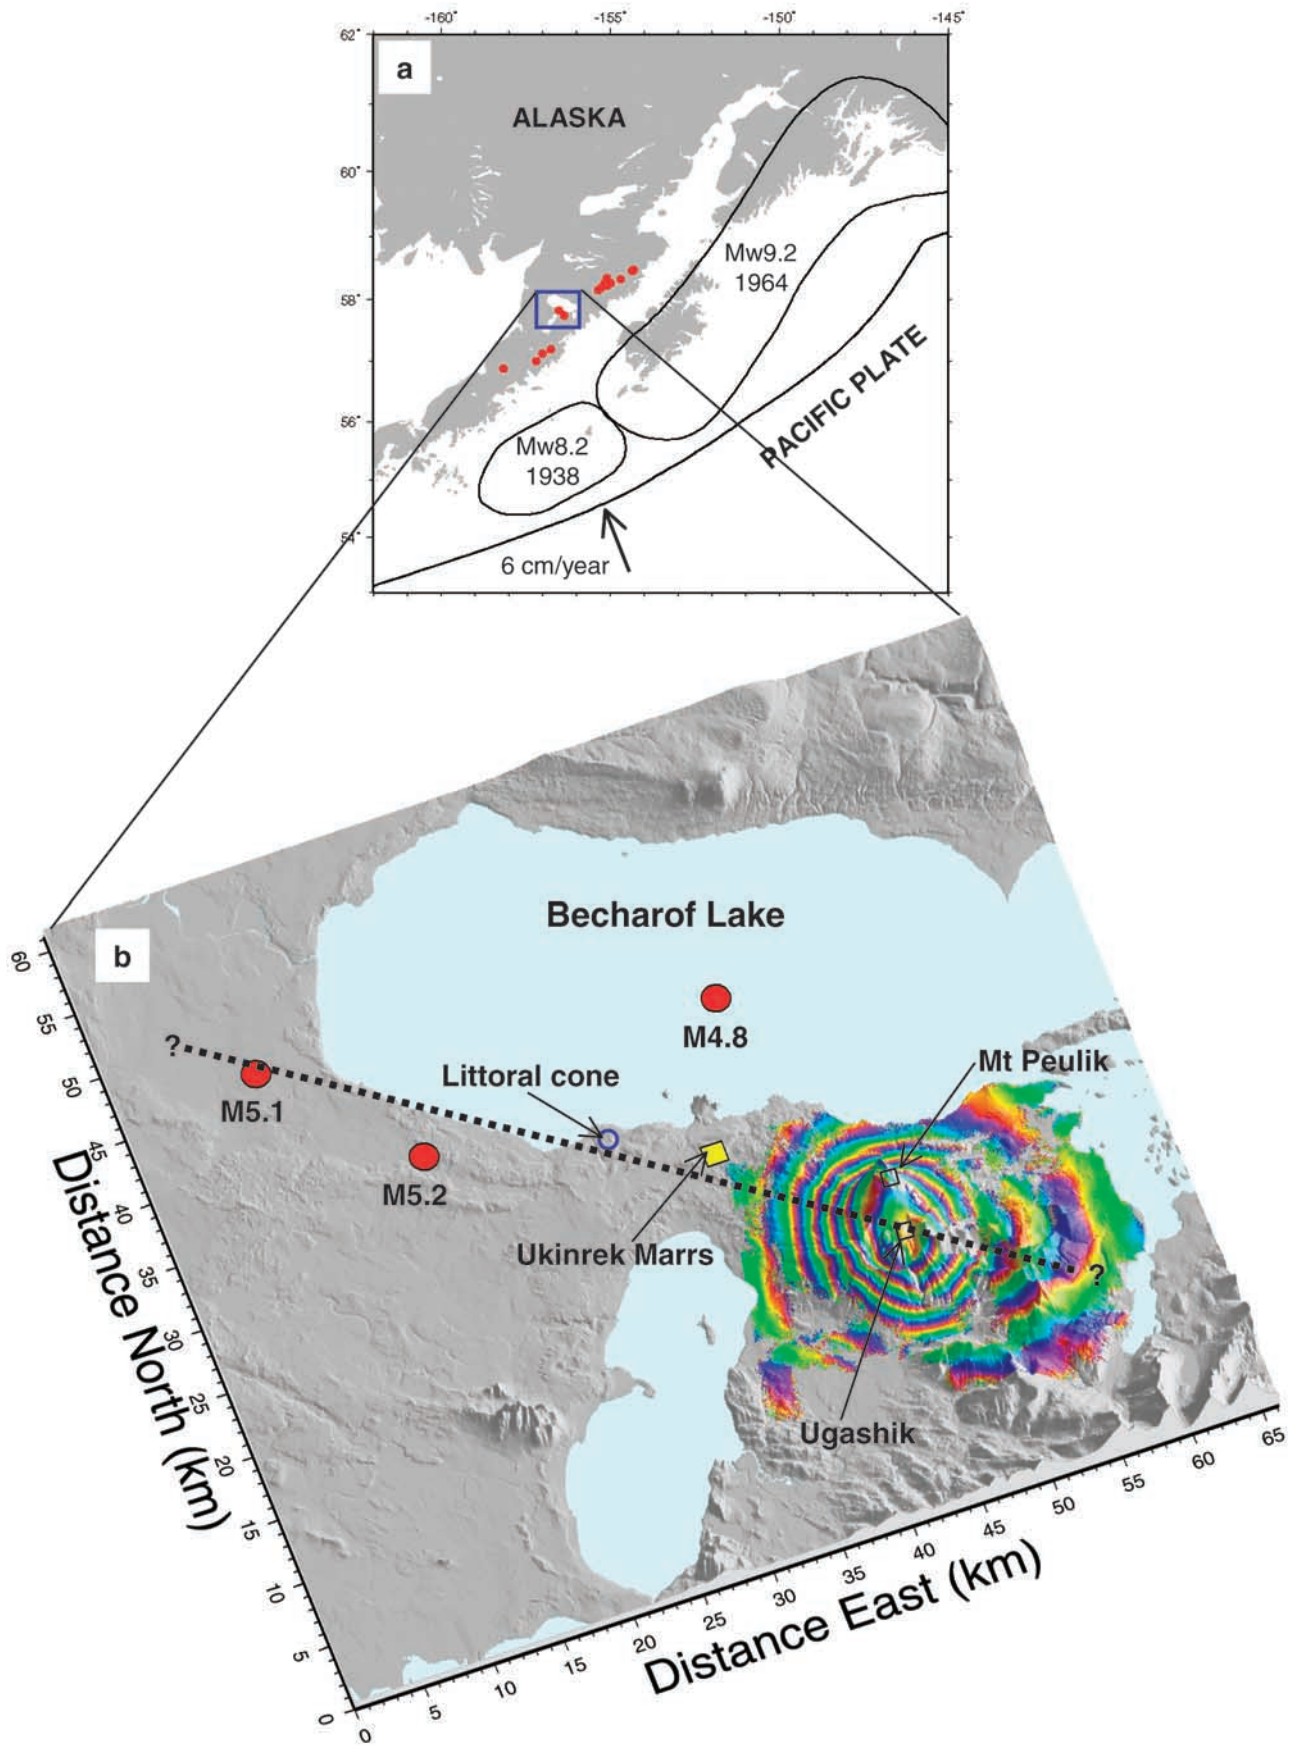 -160°
-155°
-150°
-145°
62°
a
ALASKA
60°
Mw9.2
1964
58°
PACIFIC PLATE
56°
Mw8.2
1938
54°
6 cm/year
b
Becharof Lake
M4.8
Mt Peulik
?
M5.1
Littoral cone
M5.2
Ukinrek Marrs
?
Ugashik
60
55
50
45
40
35
30
25
20
15
10
5
0
Distance North (km)
0
5
10
15
20
25
30
35
40
45
50
55
60
65
Distance East (km)